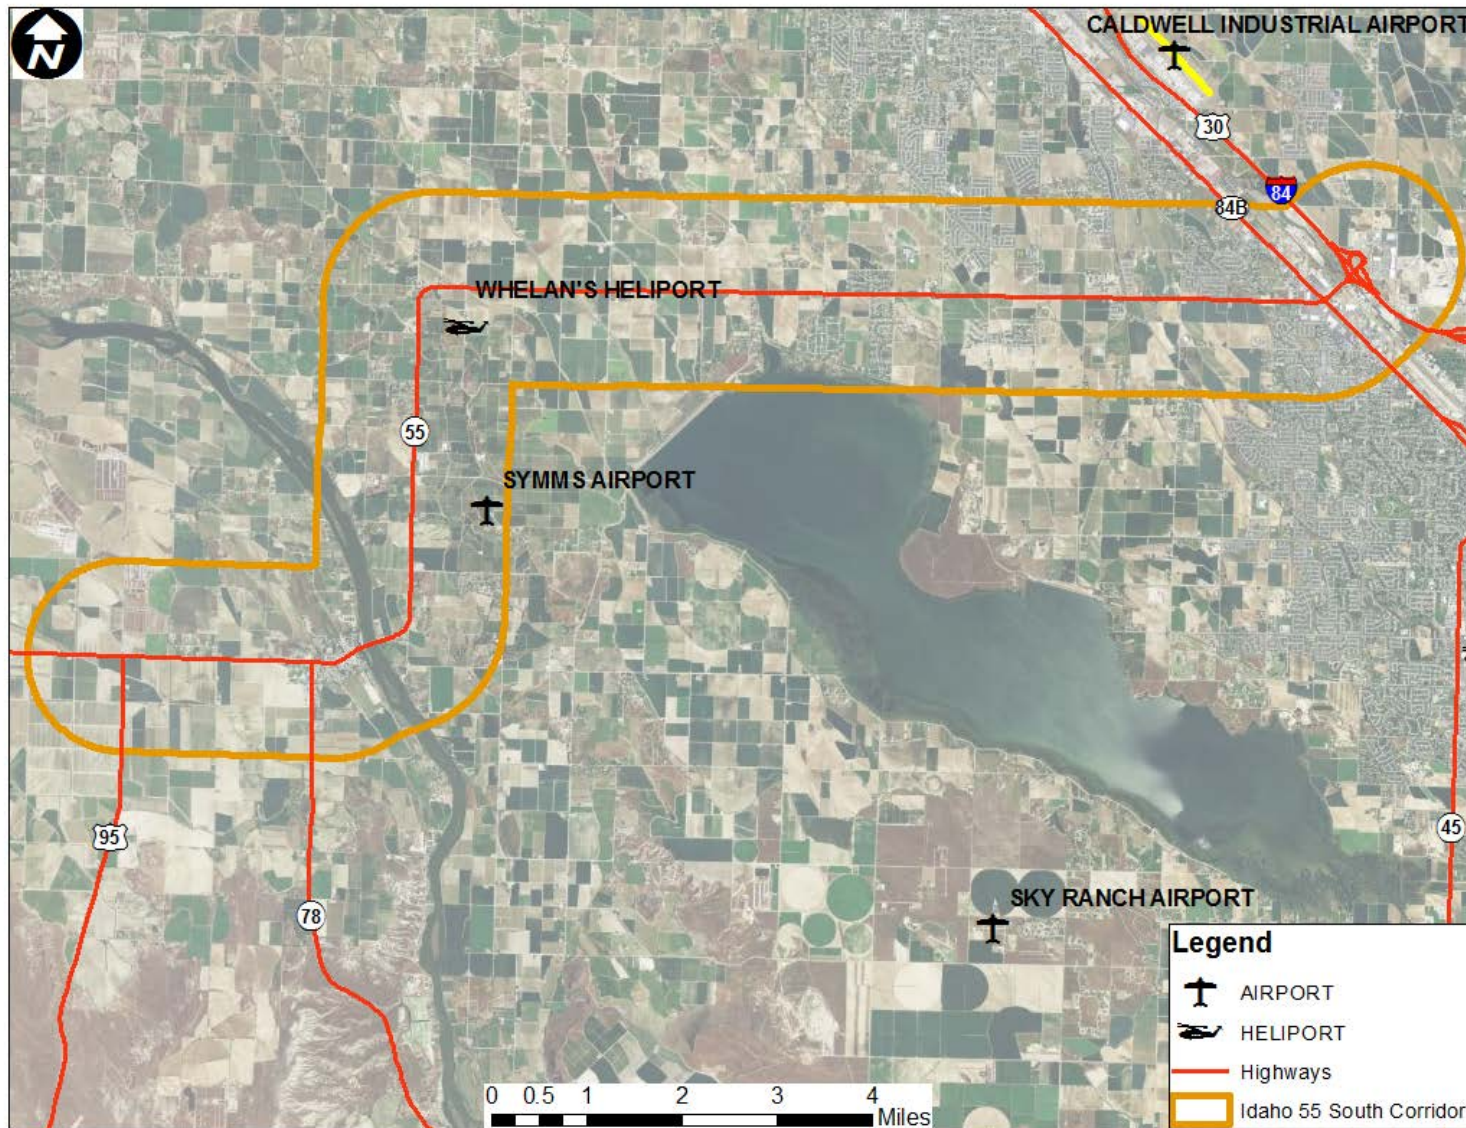 N
CALDWELL INDUSTRIAL AIRPORT
30
84
84B
WHELAN'S HELIPORT
55
SYMMS AIRPORT
95
45
78
SKY RANCH AIRPORT
Legend
AIRPORT
HELIPORT
Highways
Idaho 55 South Corridor
0 0.5 1 2 3 4
Miles